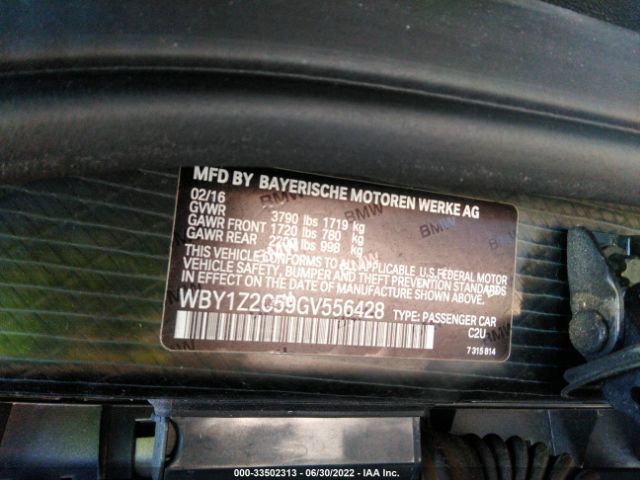 MFD BY BAYERISCHE MOTOREN WERKE AG
02/16
GVWR 3790 lbs 1719 kg
GAWR FRONT 1720 lbs 780 kg
GAWR REAR 2200 lbs 998 kg
THIS VEHICLE CONFORMS TO ALL APPLICABLE U.S.FEDERAL MOTOR
VEHICLE SAFETY, BUMPER AND THEFT PREVENTION STANDARDS
IN EFFECT ON THE DATE OF MANUFACTURE SHOWN ABOVE.
WBY1Z2C59GV556428 TYPE: PASSENGER CAR
C2U
7 315 814
000-33502313 - 06/30/2022 - IAA Inc.